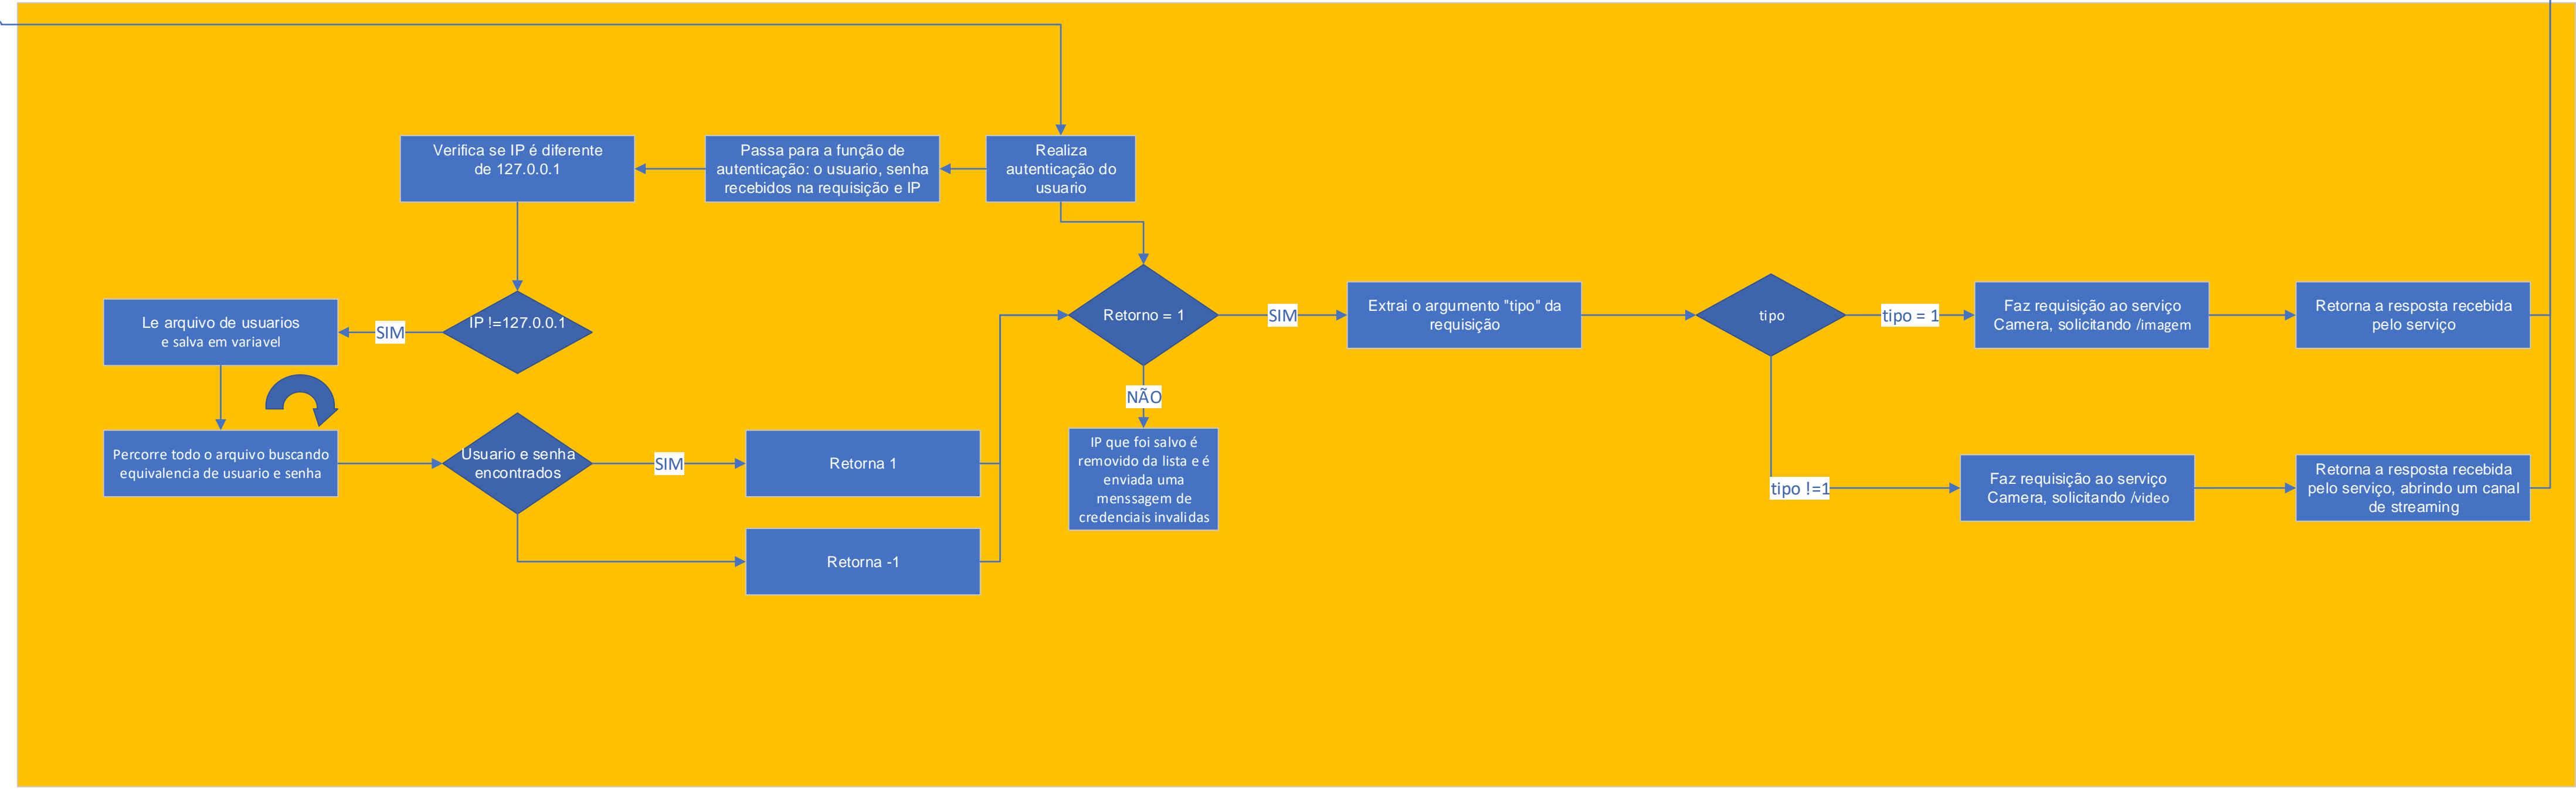 Verifica se IP é diferente
de 127.0.0.1
Passa para a função de
autenticação: o usuario, senha
recebidos na requisição e IP
Realiza
autenticação do
usuario
Le arquivo de usuarios
e salva em variavel
SIM
IP !=127.0.0.1
Retorno = 1
SIM
Extrai o argumento "tipo" da
requisição
tipo
tipo = 1
Faz requisição ao serviço
Camera, solicitando /imagem
Retorna a resposta recebida
pelo serviço
NÃO
Percorre todo o arquivo buscando
equivalencia de usuario e senha
Usuario e senha
encontrados
SIM
Retorna 1
IP que foi salvo é
removido da lista e é
enviada uma
menssagem de
credenciais invalidas
tipo !=1
Faz requisição ao serviço
Camera, solicitando /video
Retorna a resposta recebida
pelo serviço, abrindo um canal
de streaming
Retorna -1